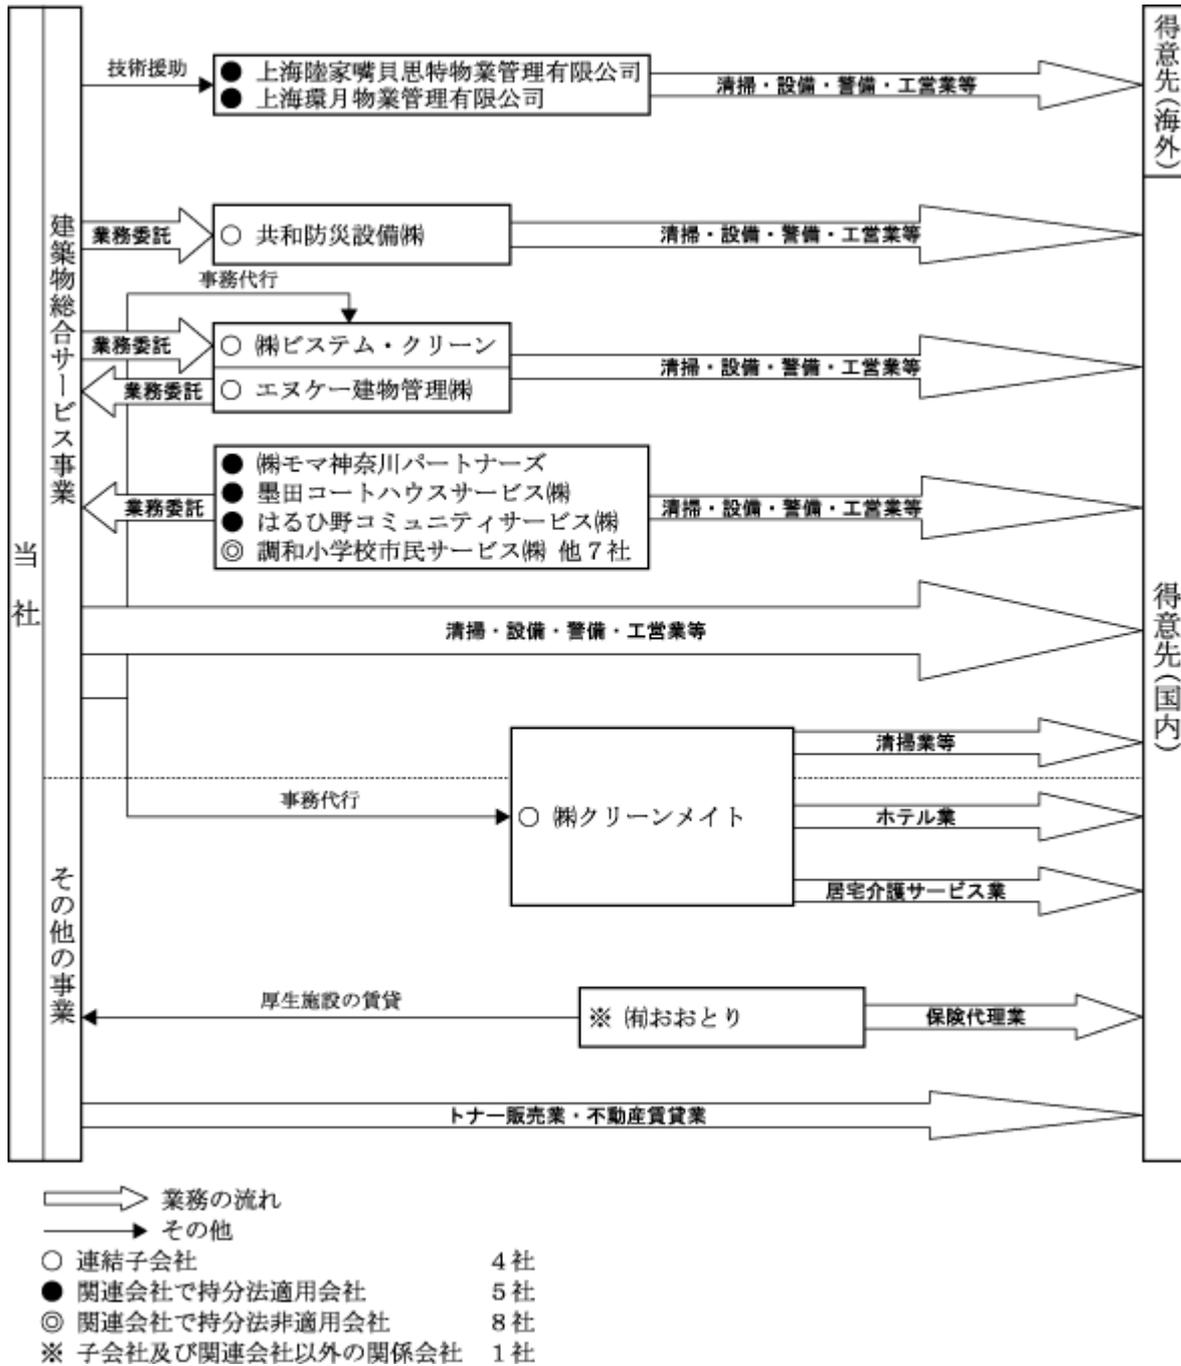 当社
建築物総合サービス事業
その他の事業
得意先(海外)
得意先(国内)
技術援助
● 上海陸家嘴貝思特物業管理有限公司
● 上海環月物業管理有限公司
清掃・設備・警備・工営業等
業務委託
○ 共和防災設備㈱
清掃・設備・警備・工営業等
事務代行
業務委託
○ ㈱ビステム・クリーン
清掃・設備・警備・工営業等
業務委託
○ エヌケー建物管理㈱
● ㈱モマ神奈川パートナーズ
● 墨田コートハウスサービス㈱
業務委託
清掃・設備・警備・工営業等
● はるひ野コミュニティサービス㈱
◎ 調和小学校市民サービス㈱ 他7社
清掃・設備・警備・工営業等
清掃業等
事務代行
○ ㈱クリーンメイト
ホテル業
居宅介護サービス業
厚生施設の賃貸
※ ㈲おおとり
保険代理業
トナー販売業・不動産賃貸業
業務の流れ
その他
○ 連結子会社 4社
● 関連会社で持分法適用会社 5社
◎ 関連会社で持分法非適用会社 8社
※ 子会社及び関連会社以外の関係会社 1社